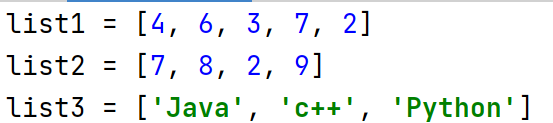 list1 = [4, 6, 3, 7, 2]
list2 = [7, 8, 2, 9]
list3 = ['Java', 'c++', 'Python']